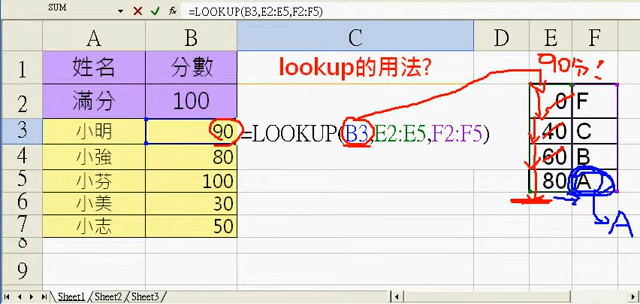 SUM =LOOKUP(B3,E2:E5,F2:F5)
A B C D E F
1 姓名 分數 lookup的用法? 90分!
2 滿分 100 0 F
3 小明 90 =LOOKUP(B3,E2:E5,F2:F5) 40 C
4 小強 80 60 B
5 小芬 100 80 A
6 小美 30 A
7 小志 50
8
9
Sheet1 Sheet2 Sheet3